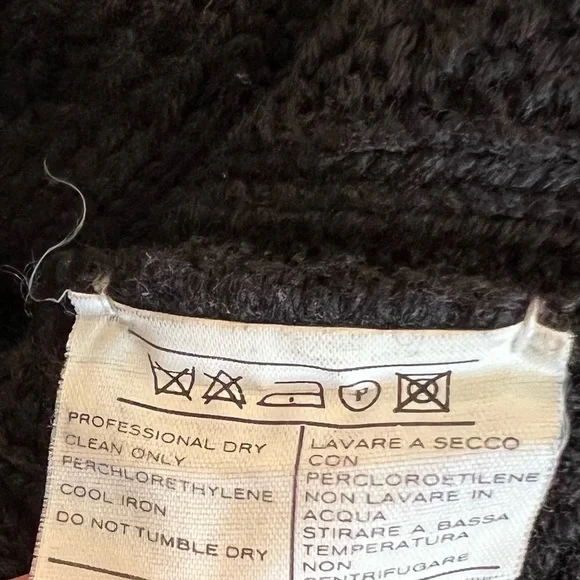 P
PROFESSIONAL DRY
CLEAN ONLY
PERCHLORETHYLENE
COOL IRON
DO NOT TUMBLE DRY
LAVARE A SECCO
CON
PERCLOROETILENE
NON LAVARE IN
ACQUA
STIRARE A BASSA
TEMPERATURA
NON
CENTRIFUGARE